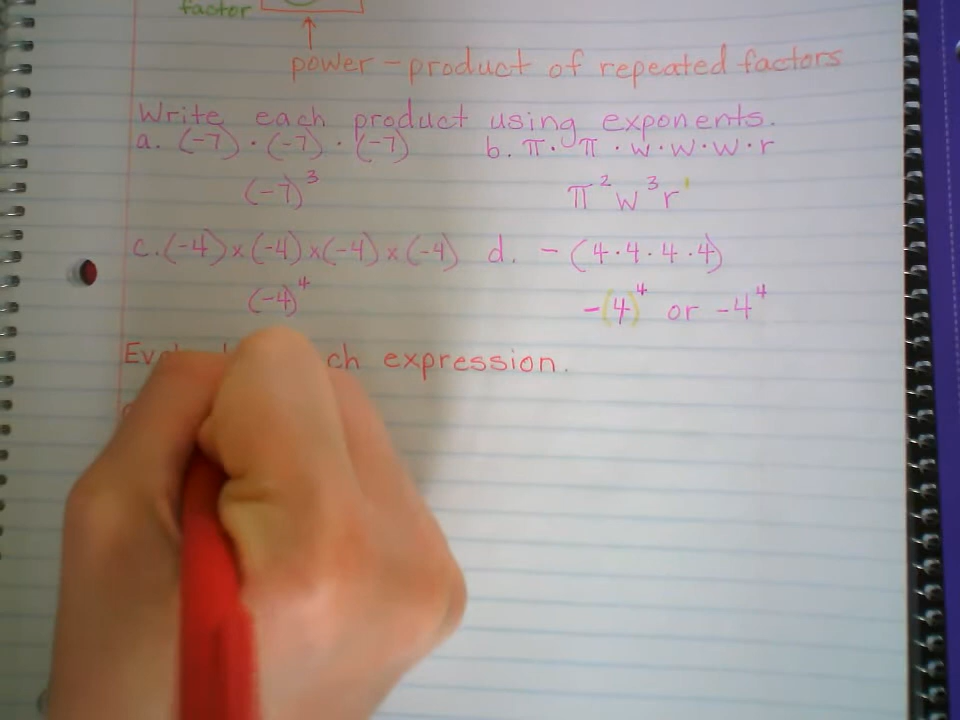 factor
power - product of repeated factors
Write each product using exponents.
a. (-7) · (-7) · (-7) b. π · π · w · w · w · r
(-7)³ π²w³r¹
c. (-4) × (-4) × (-4) × (-4) d. - (4 · 4 · 4 · 4)
(-4)⁴ -(4)⁴ or -4⁴
expression.